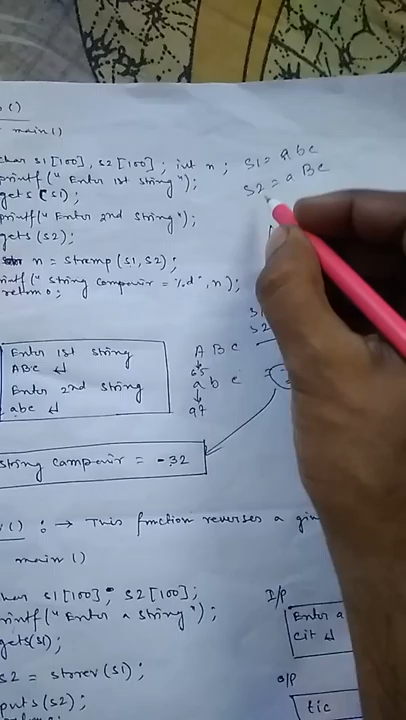 ()
main()
char s1[100], s2[100]; int n;
printf(" Enter 1st string");
gets (s1);
printf(" Enter 2nd string");
gets (s2);
n = stramp (s1, s2);
printf(" string compair = %d", n);
return 0;
s1 = abc
s2 = aBc
s1
s2
Enter 1st string
ABC ↵
Enter 2nd string
abc ↵
A B C
↓
65
a b c
↓
97
string compair = -32
() : → This function reverses a
main()
char s1[100], s2[100];
printf(" Enter a string");
gets(s1);
s2 = strrev (s1);
puts (s2);
I/P
Enter a
cit ↵
O/P
tic